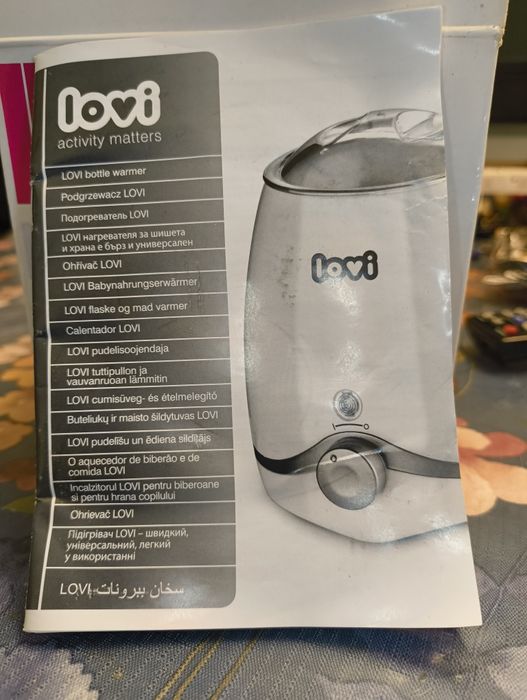 lovi
activity matters
LOVI bottle warmer
Podgrzewacz LOVI
Подогреватель LOVI
LOVI нагревателя за шишета
и храна е бърз и универсален
Ohřívač LOVI
LOVI Babynahrungserwärmer
LOVI flaske og mad varmer
Calentador LOVI
LOVI pudelisoojendaja
LOVI tuttipullon ja
vauvanruoan lämmitin
LOVI cumisüveg- és ételmelegítő
Buteliukų ir maisto šildytuvas LOVI
LOVI pudelīšu un ēdiena sildītājs
O aquecedor de biberão e de
comida LOVI
Incalzitorul LOVI pentru biberoane
si pentru hrana copilului
Ohrievač LOVI
Підігрівач LOVI – швидкий,
універсальний, легкий
у використанні
سخان ببرونات-LOVI
lovi
I
O